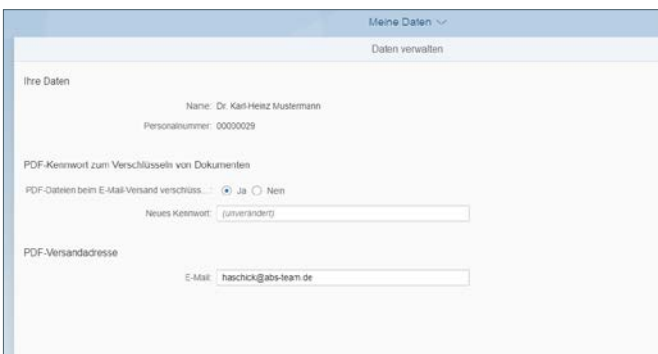 Meine Daten
Daten verwalten
Ihre Daten
Name: Dr. Karl-Heinz Mustermann
Personalnummer: 00000029
PDF-Kennwort zum Verschlüsseln von Dokumenten
PDF-Dateien beim E-Mail-Versand verschlüss...: Ja Nein
Neues Kennwort: (unverändert)
PDF-Versandadresse
E-Mail: haschick@abs-team.de